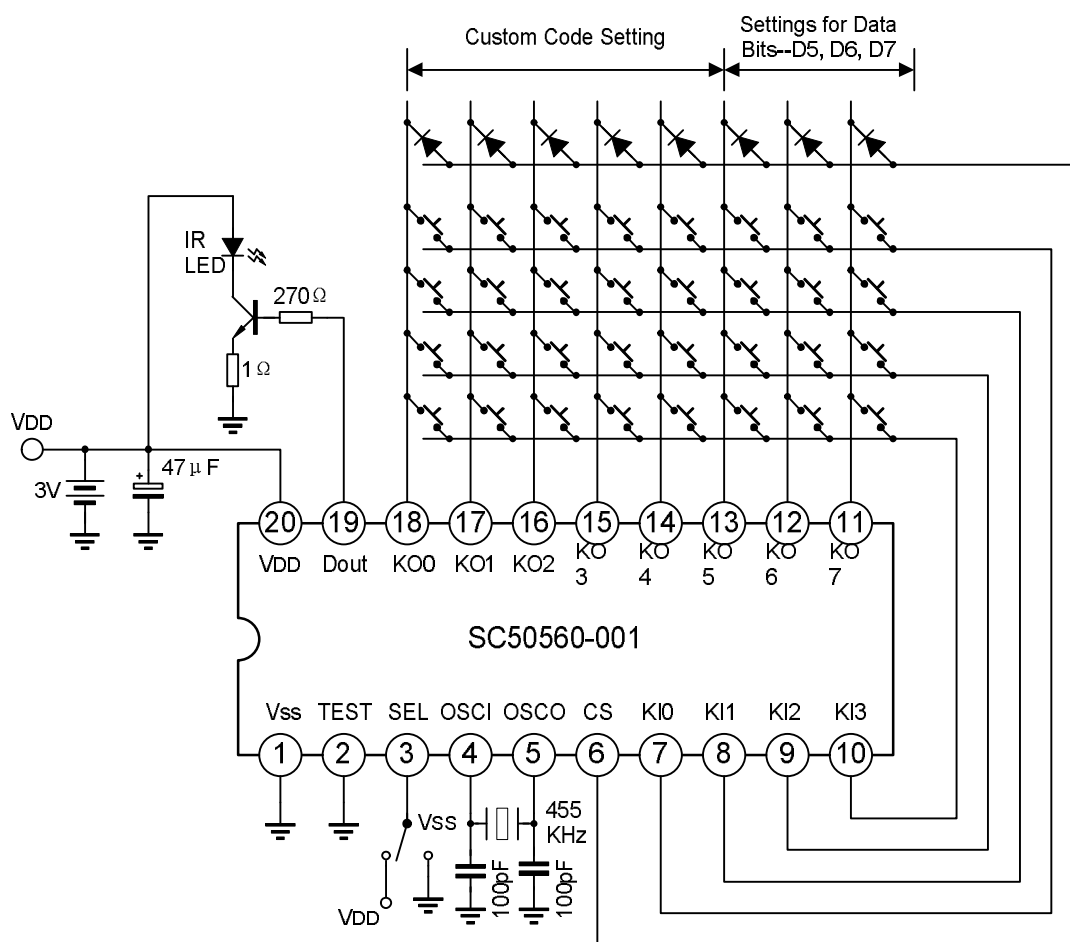 Custom Code Setting
Settings for Data
Bits--D5, D6, D7
IR
LED
270Ω
1Ω
VDD
3V
+
47μF
20 19 18 17 16 15 14 13 12 11
VDD Dout KO0 KO1 KO2 KO KO KO KO KO
3 4 5 6 7
SC50560-001
Vss TEST SEL OSCI OSCO CS KI0 KI1 KI2 KI3
1 2 3 4 5 6 7 8 9 10
VSS
455
KHz
100pF
100pF
VDD